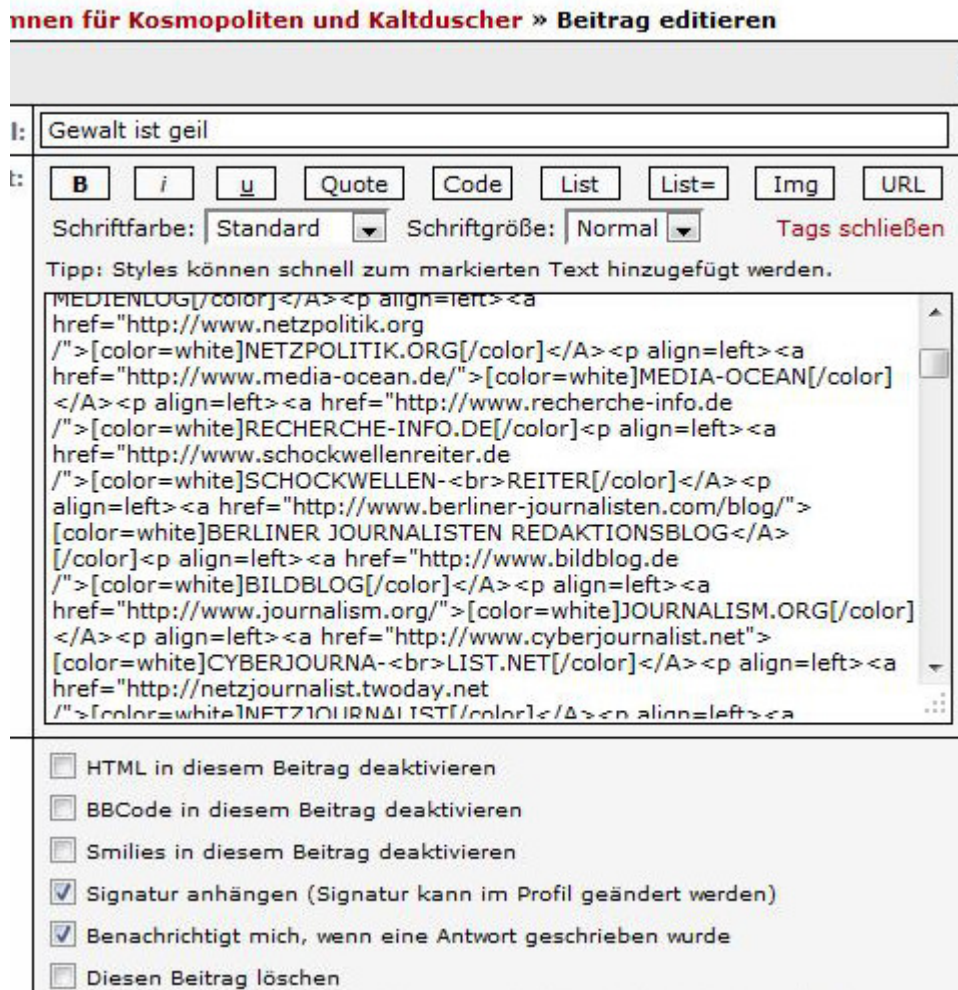 mnen für Kosmopoliten und Kaltduscher » Beitrag editieren
l: Gewalt ist geil
t: B i u Quote Code List List= Img URL
Schriftfarbe: Standard Schriftgröße: Normal Tags schließen
Tipp: Styles können schnell zum markierten Text hinzugefügt werden.
MEDIENLOG[/color]</A><p align=left><a
href="http://www.netzpolitik.org
/">[color=white]NETZPOLITIK.ORG[/color]</A><p align=left><a
href="http://www.media-ocean.de/">[color=white]MEDIA-OCEAN[/color]
</A><p align=left><a href="http://www.recherche-info.de
/">[color=white]RECHERCHE-INFO.DE[/color]<p align=left><a
href="http://www.schockwellenreiter.de
/">[color=white]SCHOCKWELLEN-<br>REITER[/color]</A><p
align=left><a href="http://www.berliner-journalisten.com/blog/">
[color=white]BERLINER JOURNALISTEN REDAKTIONSBLOG</A>
[/color]<p align=left><a href="http://www.bildblog.de
/">[color=white]BILDBLOG[/color]</A><p align=left><a
href="http://www.journalism.org/">[color=white]JOURNALISM.ORG[/color]
</A><p align=left><a href="http://www.cyberjournalist.net">
[color=white]CYBERJOURNA-<br>LIST.NET[/color]</A><p align=left><a
href="http://netzjournalist.twoday.net
/">[color=white]NETZJOURNALIST[/color]</A><p align=left><a
HTML in diesem Beitrag deaktivieren
BBCode in diesem Beitrag deaktivieren
Smilies in diesem Beitrag deaktivieren
Signatur anhängen (Signatur kann im Profil geändert werden)
Benachrichtigt mich, wenn eine Antwort geschrieben wurde
Diesen Beitrag löschen